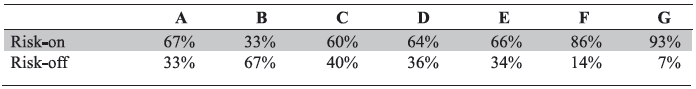 A B C D E F G
Risk-on 67% 33% 60% 64% 66% 86% 93%
Risk-off 33% 67% 40% 36% 34% 14% 7%